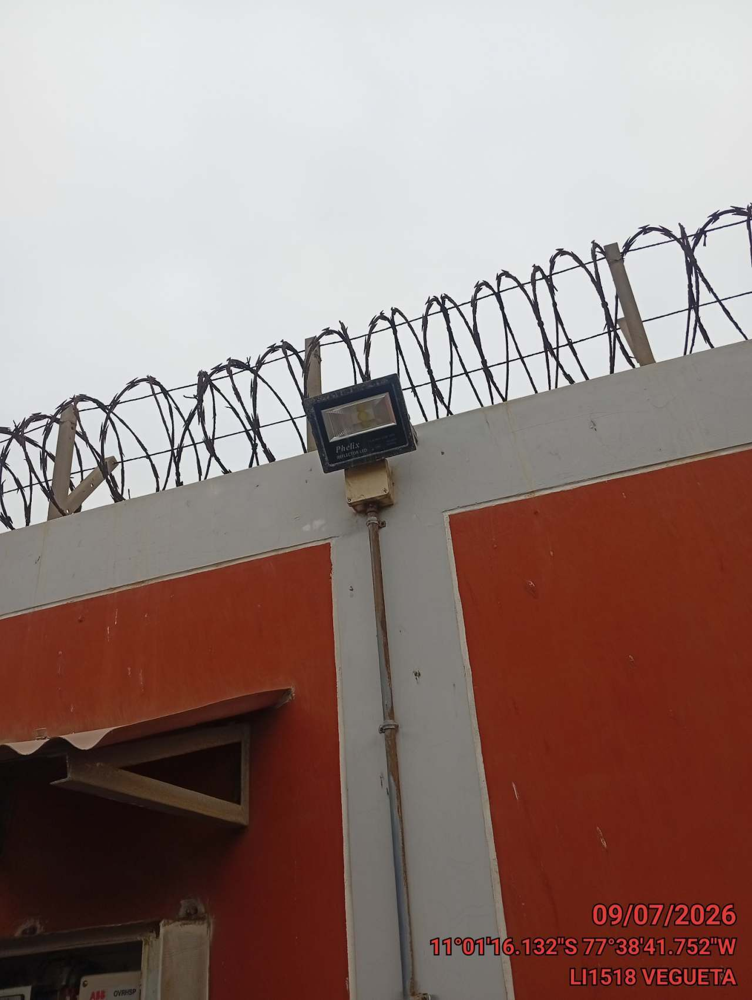 Phelix
REFLECTOR LED
ABB OVRHSP
09/07/2026
11°01'16.132"S 77°38'41.752"W
LI1518 VEGUETA